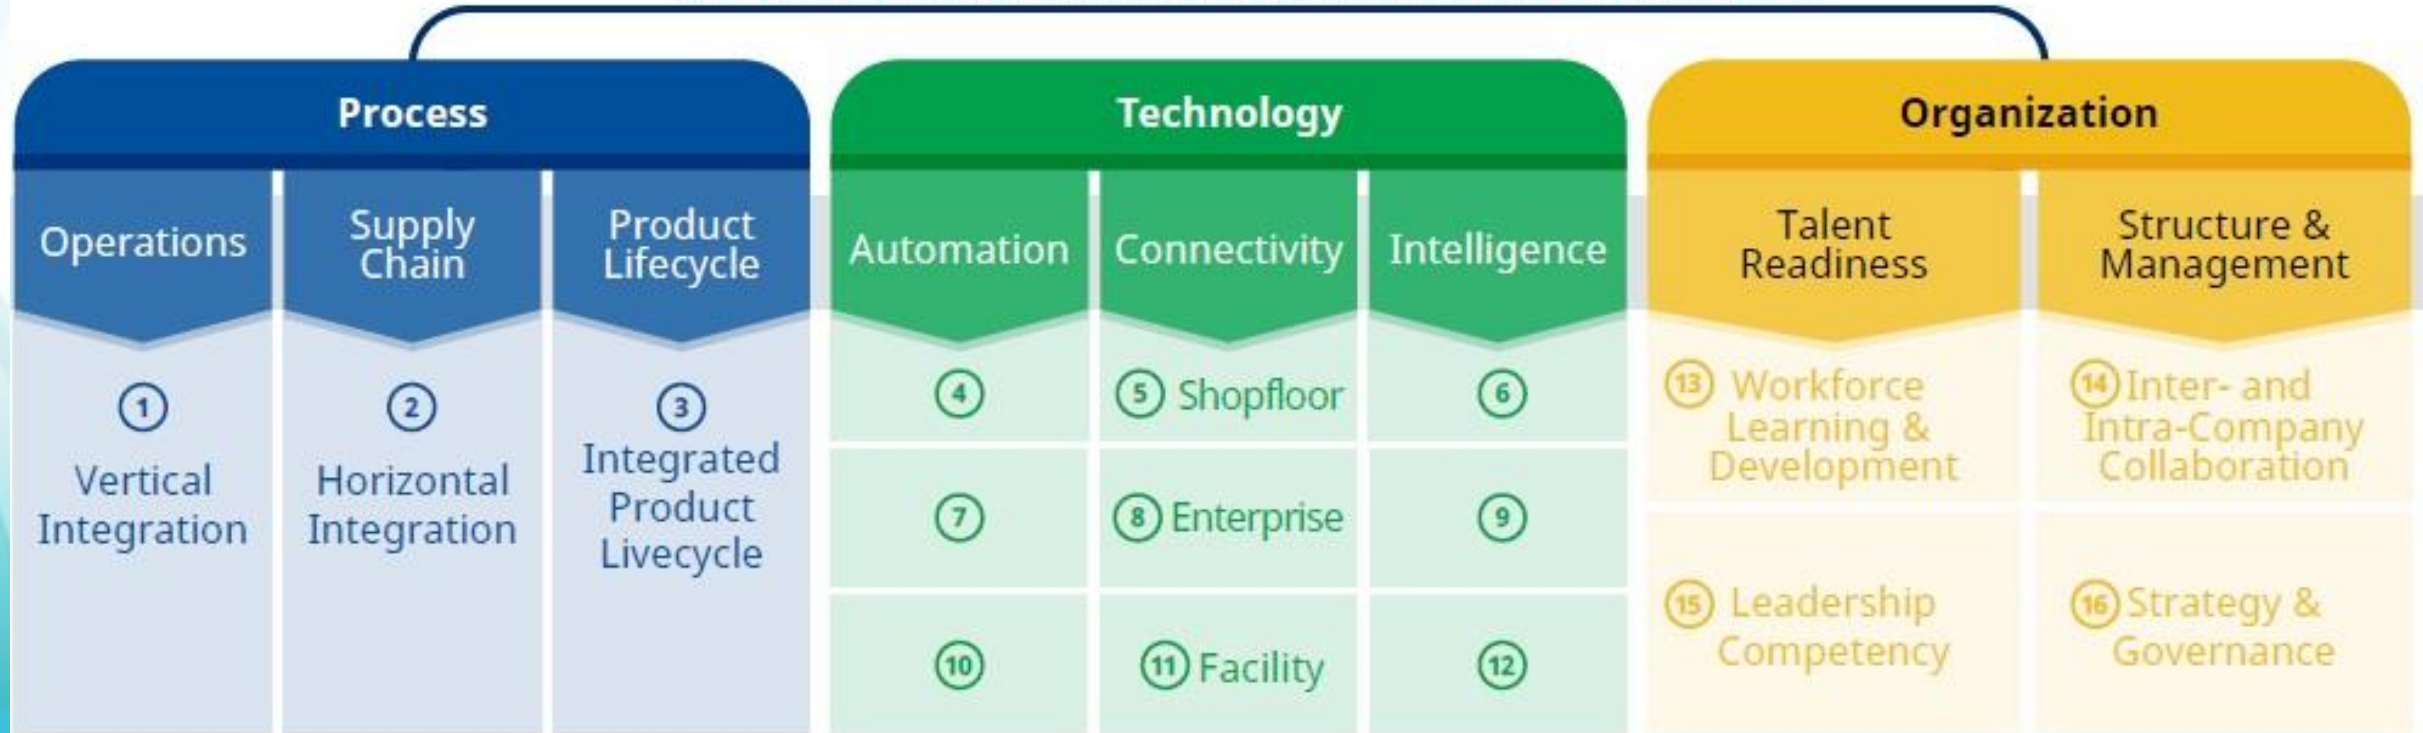 Process
Technology
Organization
Operations
Supply
Chain
Product
Lifecycle
Automation
Connectivity
Intelligence
Talent
Readiness
Structure &
Management
1
Vertical
Integration
2
Horizontal
Integration
3
Integrated
Product
Livecycle
4
5 Shopfloor
6
7
8 Enterprise
9
10
11 Facility
12
13 Workforce
Learning &
Development
14 Inter- and
Intra-Company
Collaboration
15 Leadership
Competency
16 Strategy &
Governance